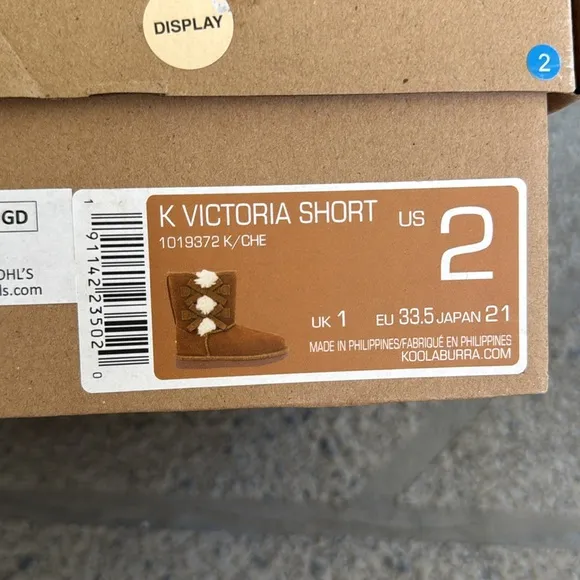 DISPLAY
2
GD
OHL'S
ls.com
1 91142 23502 0
K VICTORIA SHORT
1019372 K/CHE
US 2
UK 1 EU 33.5 JAPAN 21
MADE IN PHILIPPINES/FABRIQUÉ EN PHILIPPINES
KOOLABURRA.COM